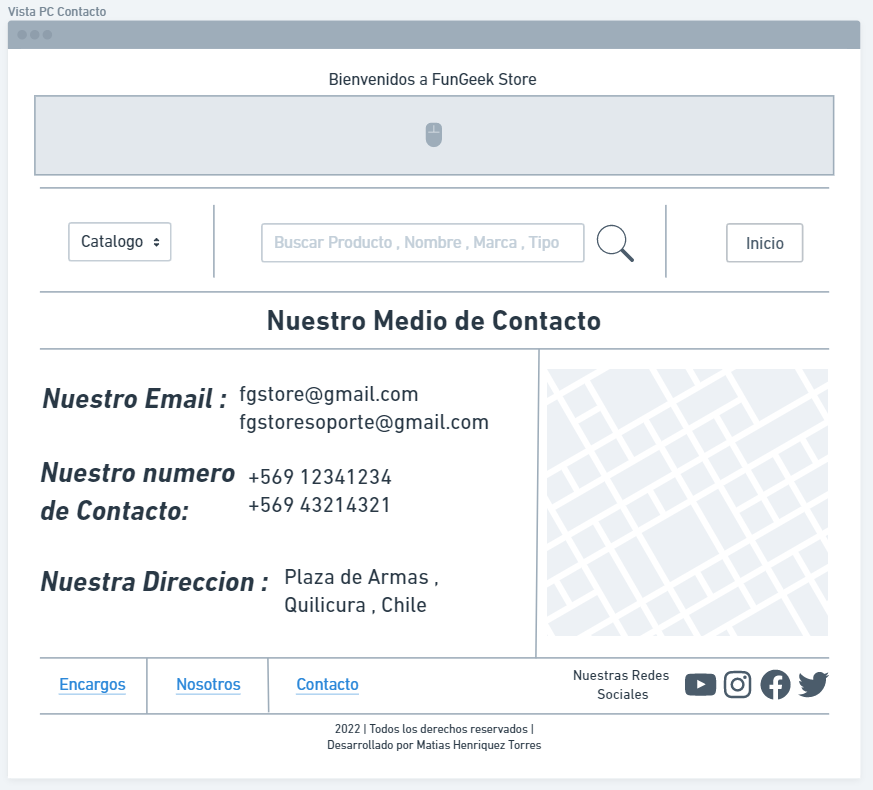 Vista PC Contacto
Bienvenidos a FunGeek Store
Catalogo
Buscar Producto , Nombre , Marca , Tipo
Inicio
Nuestro Medio de Contacto
Nuestro Email :
fgstore@gmail.com
fgstoresoporte@gmail.com
Nuestro numero
de Contacto:
+569 12341234
+569 43214321
Nuestra Direccion :
Plaza de Armas ,
Quilicura , Chile
Encargos
Nosotros
Contacto
Nuestras Redes
Sociales
2022 | Todos los derechos reservados |
Desarrollado por Matias Henriquez Torres